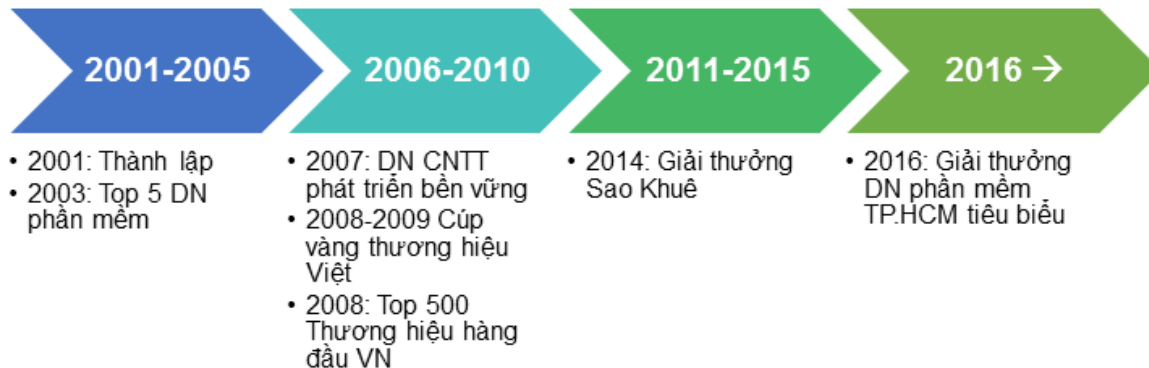 2001-2005
• 2001: Thành lập
• 2003: Top 5 DN
phần mềm
2006-2010
• 2007: DN CNTT
phát triển bền vững
• 2008-2009 Cúp
vàng thương hiệu
Việt
• 2008: Top 500
Thương hiệu hàng
đầu VN
2011-2015
• 2014: Giải thưởng
Sao Khuê
2016 →
• 2016: Giải thưởng
DN phần mềm
TP.HCM tiêu biểu